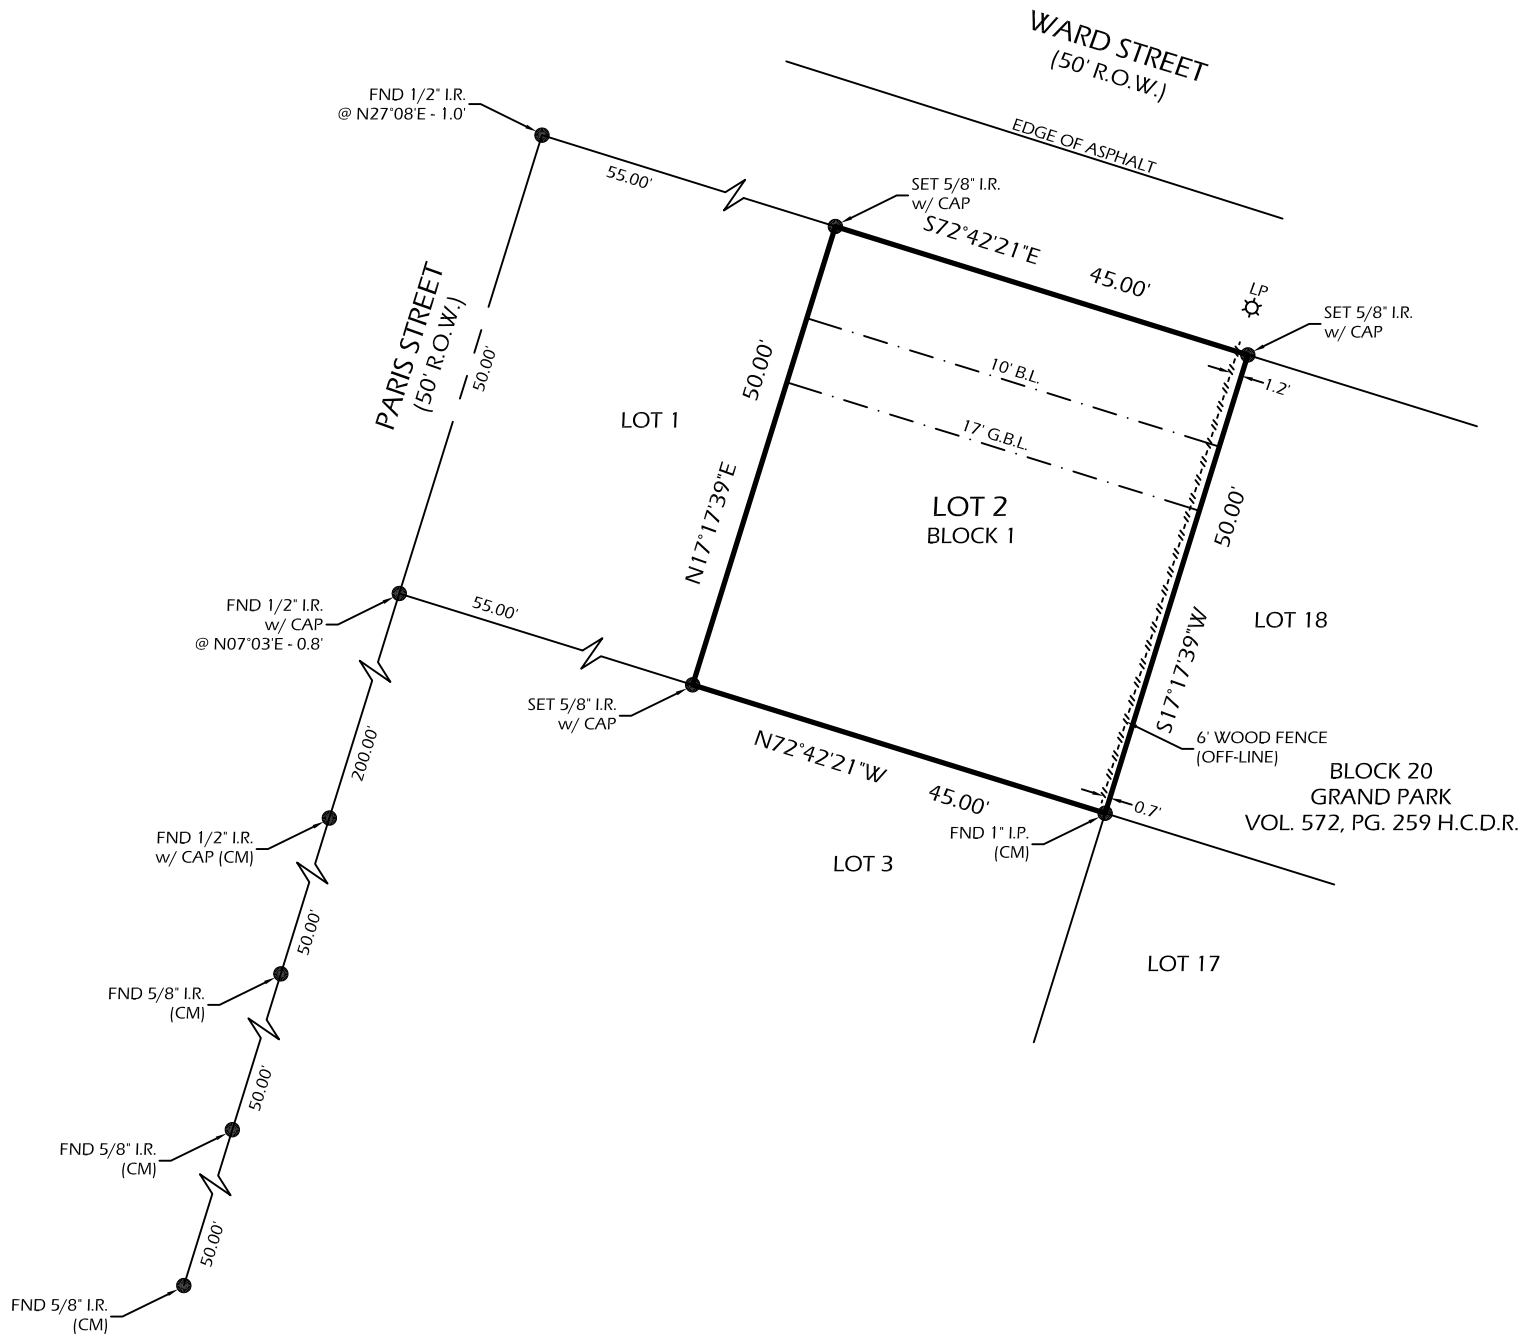 WARD STREET
(50' R.O.W.)
EDGE OF ASPHALT
FND 1/2" I.R.
@ N27°08'E - 1.0'
55.00'
SET 5/8" I.R.
w/ CAP
S72°42'21"E
45.00'
LP
SET 5/8" I.R.
w/ CAP
PARIS STREET
(50' R.O.W.)
50.00'
LOT 1
50.00'
N17°17'39"E
10' B.L.
17' G.B.L.
1.2'
LOT 2
BLOCK 1
50.00'
S17°17'39"W
LOT 18
FND 1/2" I.R.
w/ CAP
@ N07°03'E - 0.8'
55.00'
SET 5/8" I.R.
w/ CAP
N72°42'21"W
45.00'
6' WOOD FENCE
(OFF-LINE)
BLOCK 20
GRAND PARK
VOL. 572, PG. 259 H.C.D.R.
0.7'
FND 1" I.P.
(CM)
LOT 3
LOT 17
200.00'
FND 1/2" I.R.
w/ CAP (CM)
50.00'
FND 5/8" I.R.
(CM)
50.00'
FND 5/8" I.R.
(CM)
50.00'
FND 5/8" I.R.
(CM)